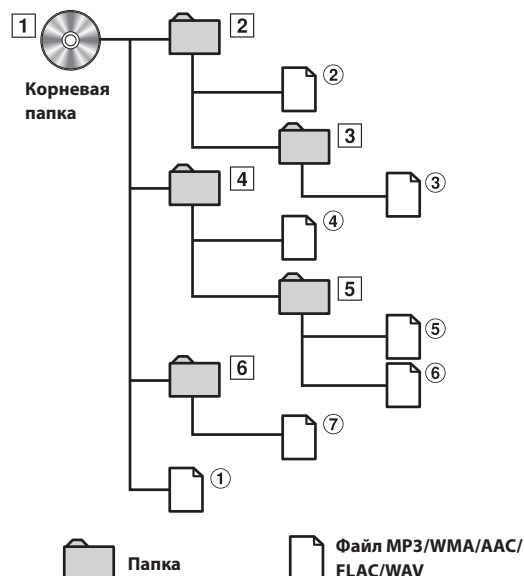 1 2
Корневая
папка
②
3
③
4
④
5
⑤
⑥
6
⑦
①
Папка
Файл MP3/WMA/AAC/
FLAC/WAV